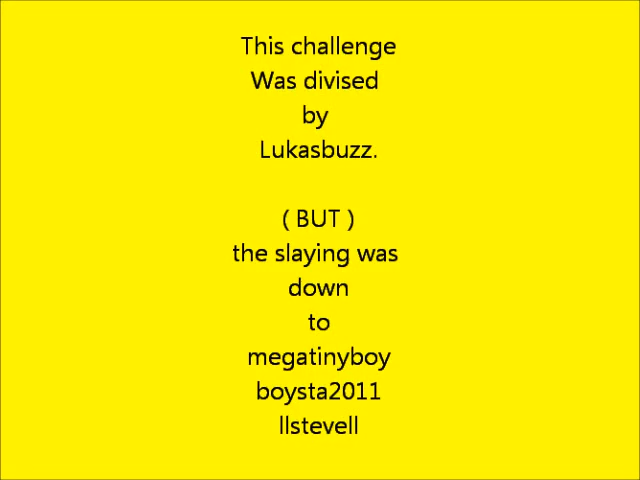 This challenge
Was divised
by
Lukasbuzz.
( BUT )
the slaying was
down
to
megatinyboy
boysta2011
llstevell